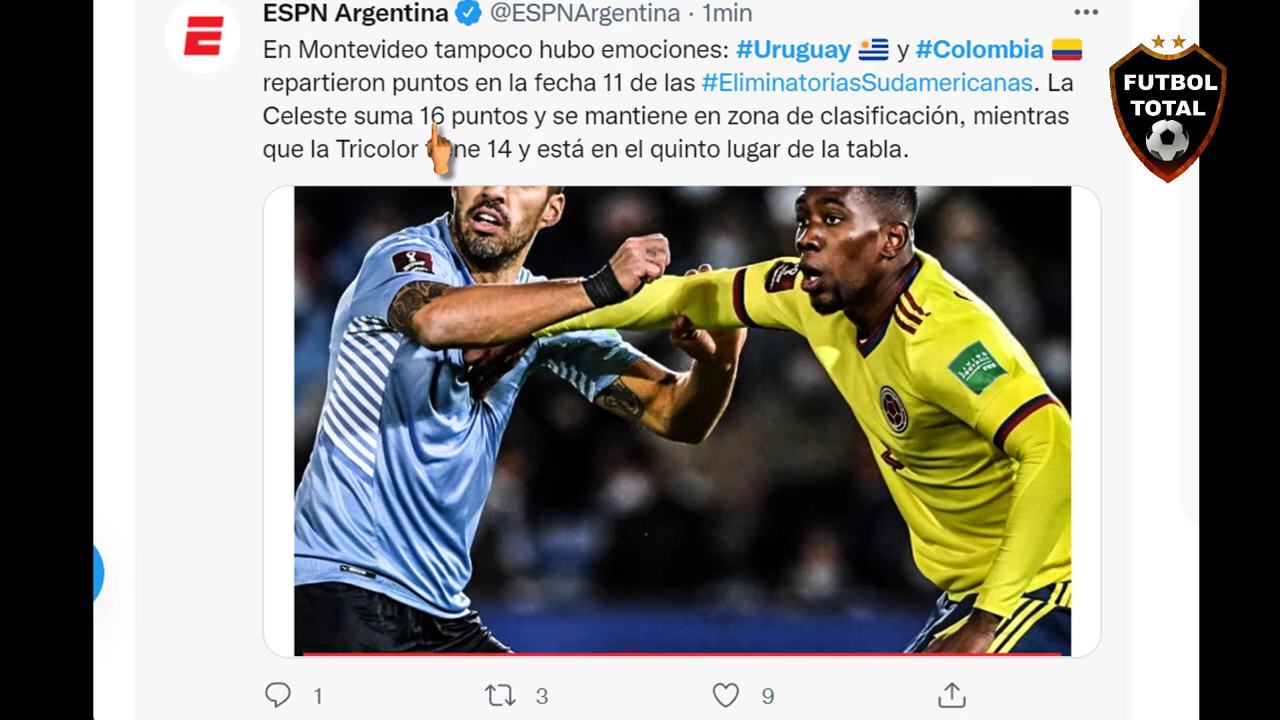 ESPN Argentina @ESPNArgentina · 1min
En Montevideo tampoco hubo emociones: #Uruguay 🇺🇾 y #Colombia 🇨🇴
repartieron puntos en la fecha 11 de las #EliminatoriasSudamericanas. La
Celeste suma 16 puntos y se mantiene en zona de clasificación, mientras
que la Tricolor tiene 14 y está en el quinto lugar de la tabla.
FUTBOL
TOTAL
1 3 9